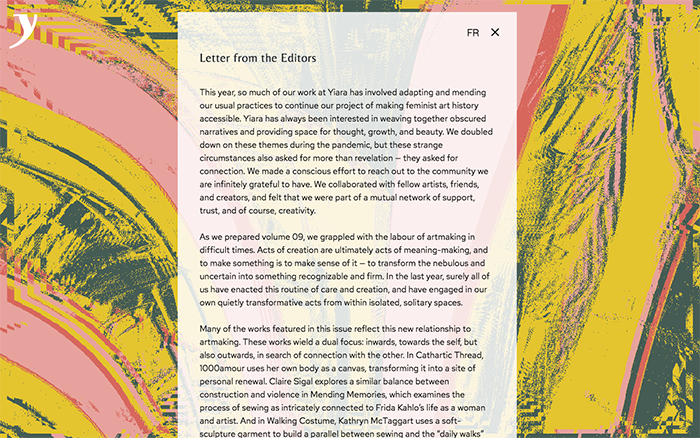 y
FR ✕
Letter from the Editors
This year, so much of our work at Yiara has involved adapting and mending
our usual practices to continue our project of making feminist art history
accessible. Yiara has always been interested in weaving together obscured
narratives and providing space for thought, growth, and beauty. We doubled
down on these themes during the pandemic, but these strange
circumstances also asked for more than revelation — they asked for
connection. We made a conscious effort to reach out to the community we
are infinitely grateful to have. We collaborated with fellow artists, friends,
and creators, and felt that we were part of a mutual network of support,
trust, and of course, creativity.
As we prepared volume 09, we grappled with the labour of artmaking in
difficult times. Acts of creation are ultimately acts of meaning-making, and
to make something is to make sense of it — to transform the nebulous and
uncertain into something recognizable and firm. In the last year, surely all of
us have enacted this routine of care and creation, and have engaged in our
own quietly transformative acts from within isolated, solitary spaces.
Many of the works featured in this issue reflect this new relationship to
artmaking. These works wield a dual focus: inwards, towards the self, but
also outwards, in search of connection with the other. In Cathartic Thread,
1000amour uses her own body as a canvas, transforming it into a site of
personal renewal. Claire Sigal explores a similar balance between
construction and violence in Mending Memories, which examines the
process of sewing as intricately connected to Frida Kahlo's life as a woman
and artist. And in Walking Costume, Kathryn McTaggart uses a soft-
sculpture garment to build a parallel between sewing and the "daily walks"